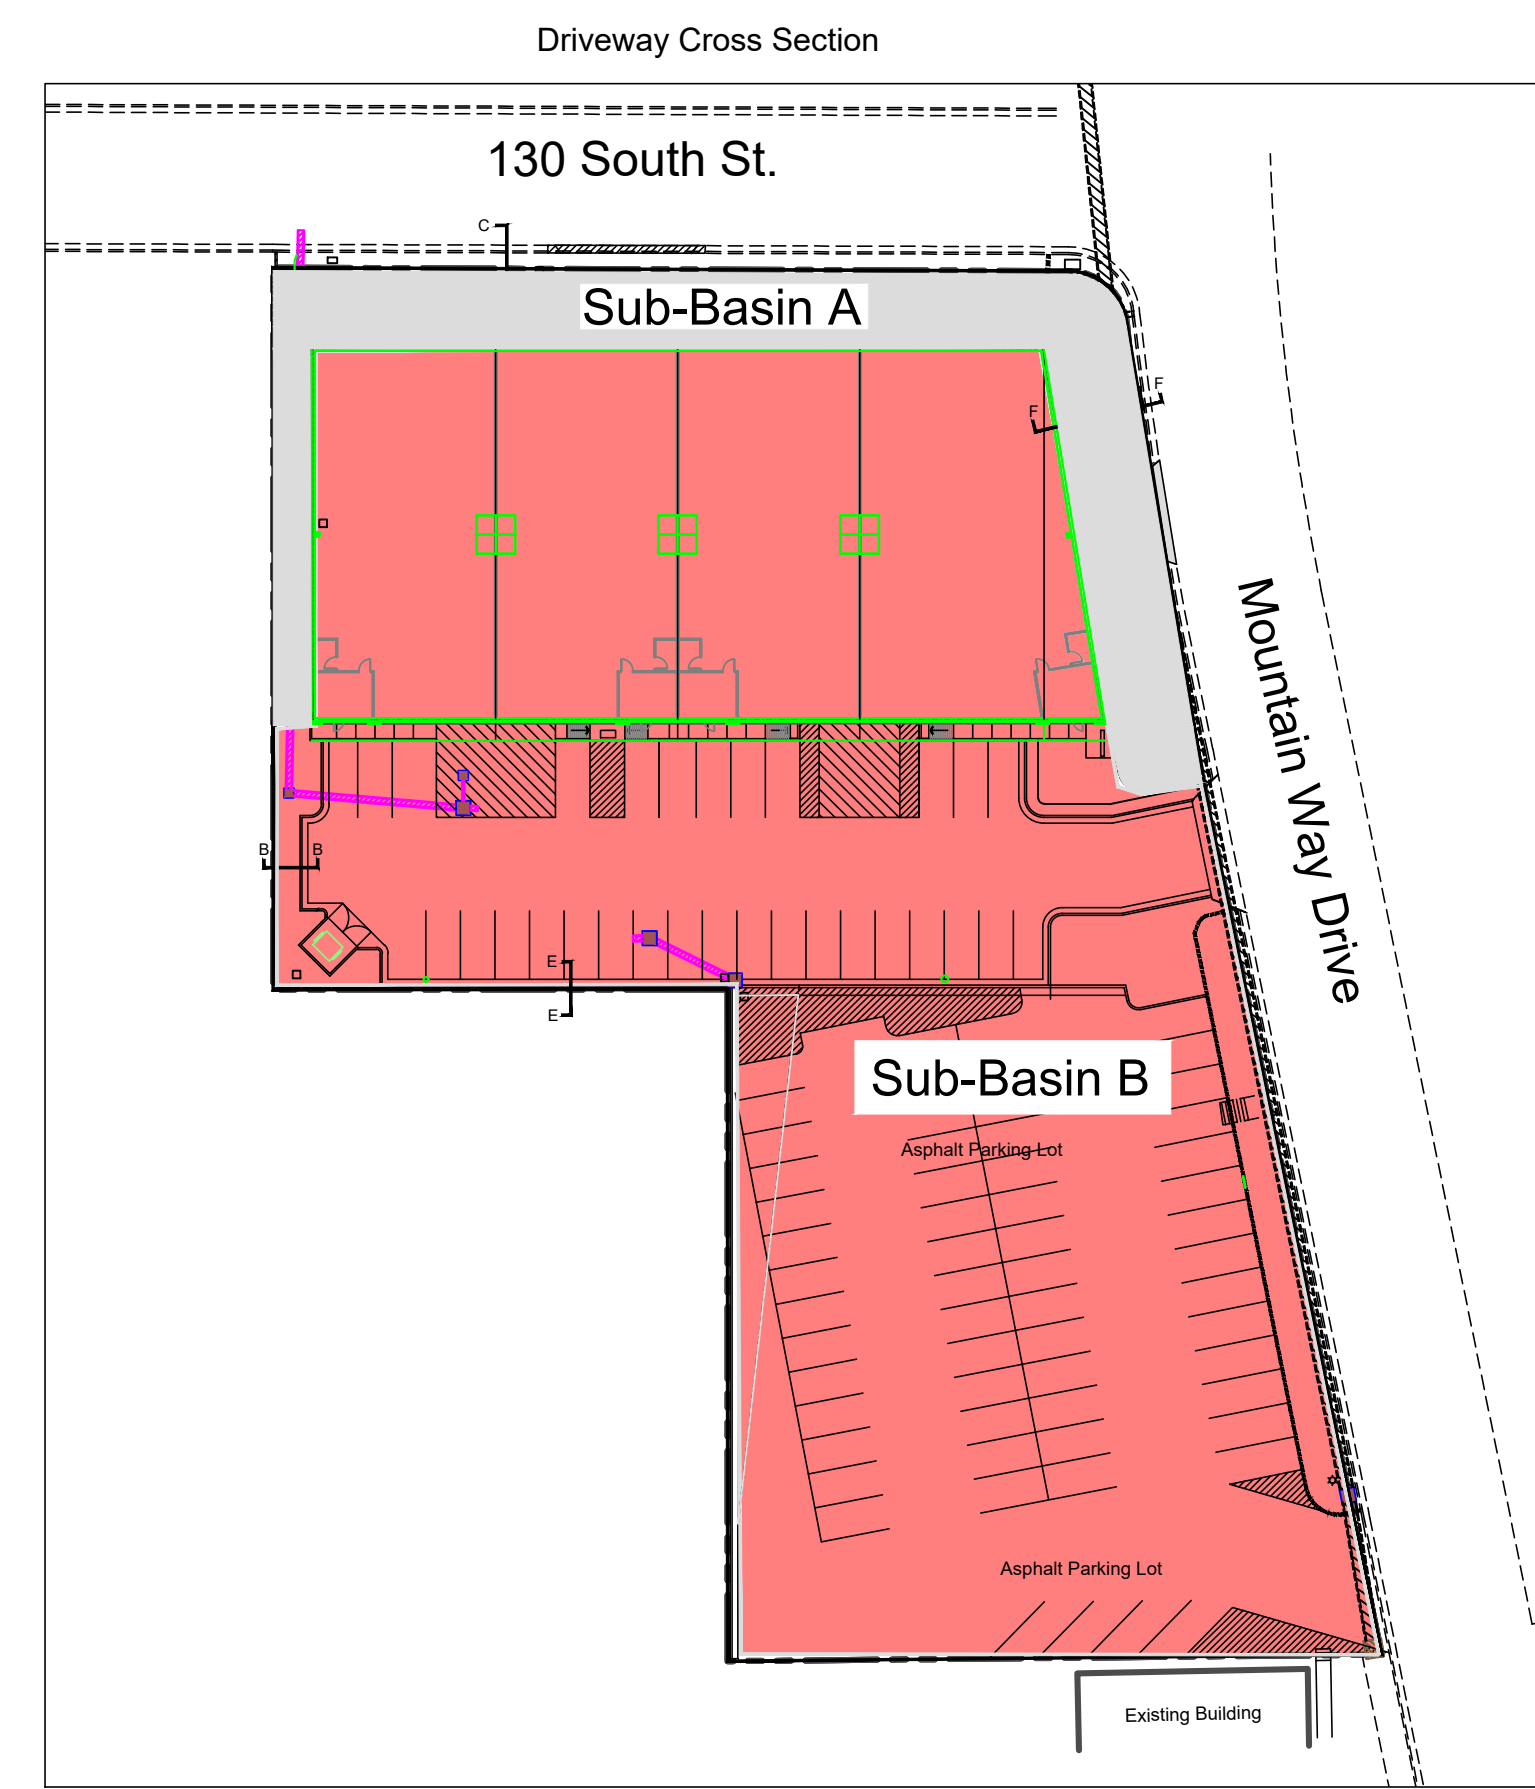 Driveway Cross Section
130 South St.
C
Sub-Basin A
F
F
Mountain Way Drive
B
B
E
E
Sub-Basin B
Asphalt Parking Lot
Asphalt Parking Lot
Existing Building